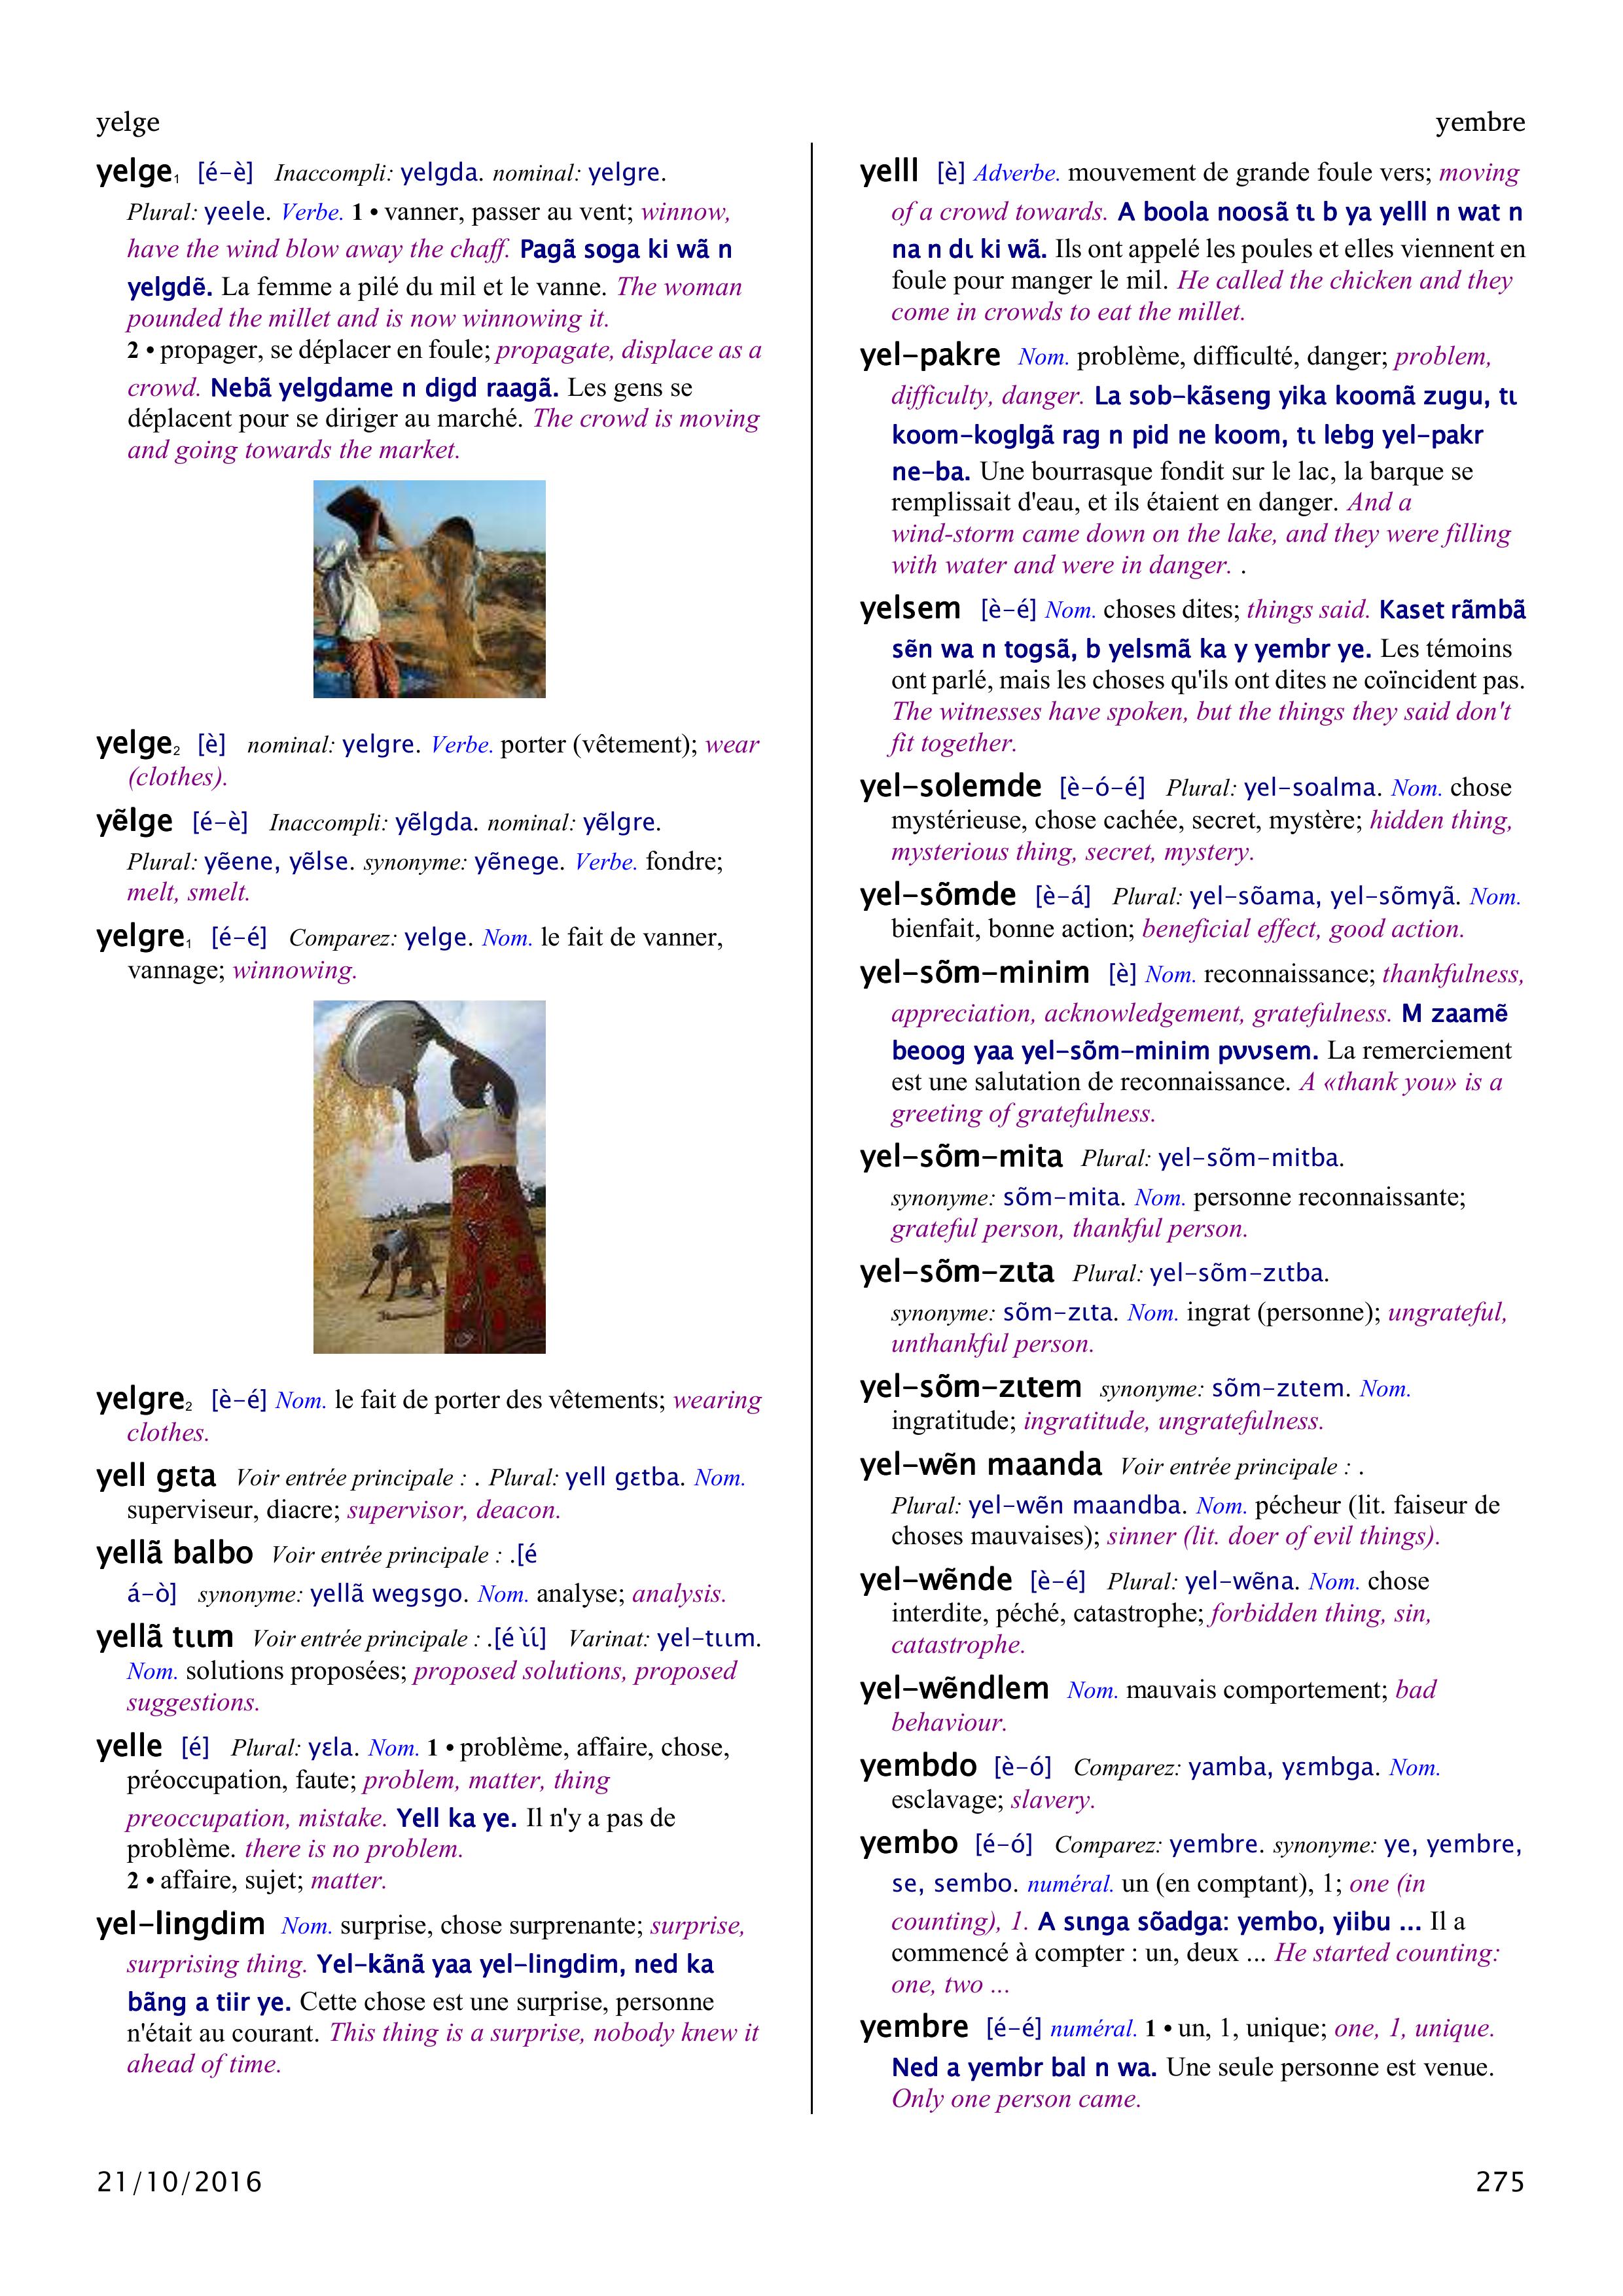 yelge
yembre
yelge₁ [é–è] Inaccompli: yelgda. nominal: yelgre.
Plural: yeele. Verbe. 1 • vanner, passer au vent; winnow,
have the wind blow away the chaff. Pagã soga ki wã n
yelgdẽ. La femme a pilé du mil et le vanne. The woman
pounded the millet and is now winnowing it.
2 • propager, se déplacer en foule; propagate, displace as a
crowd. Nebã yelgdame n digd raagã. Les gens se
déplacent pour se diriger au marché. The crowd is moving
and going towards the market.
yelge₂ [è] nominal: yelgre. Verbe. porter (vêtement); wear
(clothes).
yẽlge [é–è] Inaccompli: yẽlgda. nominal: yẽlgre.
Plural: yẽene, yẽlse. synonyme: yẽnege. Verbe. fondre;
melt, smelt.
yelgre₁ [é–é] Comparez: yelge. Nom. le fait de vanner,
vannage; winnowing.
yelgre₂ [è–é] Nom. le fait de porter des vêtements; wearing
clothes.
yell gɛta Voir entrée principale : . Plural: yell gɛtba. Nom.
superviseur, diacre; supervisor, deacon.
yellã balbo Voir entrée principale : .[é
á–ò] synonyme: yellã wegsgo. Nom. analyse; analysis.
yellã tɩɩm Voir entrée principale : .[é ɩ̀ɩ́] Varinat: yel–tɩɩm.
Nom. solutions proposées; proposed solutions, proposed
suggestions.
yelle [é] Plural: yɛla. Nom. 1 • problème, affaire, chose,
préoccupation, faute; problem, matter, thing
preoccupation, mistake. Yell ka ye. Il n'y a pas de
problème. there is no problem.
2 • affaire, sujet; matter.
yel–lingdim Nom. surprise, chose surprenante; surprise,
surprising thing. Yel–kãnã yaa yel–lingdim, ned ka
bãng a tiir ye. Cette chose est une surprise, personne
n'était au courant. This thing is a surprise, nobody knew it
ahead of time.
yelll [è] Adverbe. mouvement de grande foule vers; moving
of a crowd towards. A boola noosã tɩ b ya yelll n wat n
na n dɩ ki wã. Ils ont appelé les poules et elles viennent en
foule pour manger le mil. He called the chicken and they
come in crowds to eat the millet.
yel–pakre Nom. problème, difficulté, danger; problem,
difficulty, danger. La sob–kãseng yika koomã zugu, tɩ
koom–koglgã rag n pid ne koom, tɩ lebg yel–pakr
ne–ba. Une bourrasque fondit sur le lac, la barque se
remplissait d'eau, et ils étaient en danger. And a
wind-storm came down on the lake, and they were filling
with water and were in danger. .
yelsem [è–é] Nom. choses dites; things said. Kaset rãmbã
sẽn wa n togsã, b yelsmã ka y yembr ye. Les témoins
ont parlé, mais les choses qu'ils ont dites ne coïncident pas.
The witnesses have spoken, but the things they said don't
fit together.
yel–solemde [è–ó–é] Plural: yel–soalma. Nom. chose
mystérieuse, chose cachée, secret, mystère; hidden thing,
mysterious thing, secret, mystery.
yel–sõmde [è–á] Plural: yel–sõama, yel–sõmyã. Nom.
bienfait, bonne action; beneficial effect, good action.
yel–sõm–minim [è] Nom. reconnaissance; thankfulness,
appreciation, acknowledgement, gratefulness. M zaamẽ
beoog yaa yel–sõm–minim pʋʋsem. La remerciement
est une salutation de reconnaissance. A «thank you» is a
greeting of gratefulness.
yel–sõm–mita Plural: yel–sõm–mitba.
synonyme: sõm–mita. Nom. personne reconnaissante;
grateful person, thankful person.
yel–sõm–zɩta Plural: yel–sõm–zɩtba.
synonyme: sõm–zɩta. Nom. ingrat (personne); ungrateful,
unthankful person.
yel–sõm–zɩtem synonyme: sõm–zɩtem. Nom.
ingratitude; ingratitude, ungratefulness.
yel–wẽn maanda Voir entrée principale : .
Plural: yel–wẽn maandba. Nom. pécheur (lit. faiseur de
choses mauvaises); sinner (lit. doer of evil things).
yel–wẽnde [è–é] Plural: yel–wẽna. Nom. chose
interdite, péché, catastrophe; forbidden thing, sin,
catastrophe.
yel–wẽndlem Nom. mauvais comportement; bad
behaviour.
yembdo [è–ó] Comparez: yamba, yɛmbga. Nom.
esclavage; slavery.
yembo [é–ó] Comparez: yembre. synonyme: ye, yembre,
se, sembo. numéral. un (en comptant), 1; one (in
counting), 1. A sɩnga sõadga: yembo, yiibu ... Il a
commencé à compter : un, deux ... He started counting:
one, two ...
yembre [é–é] numéral. 1 • un, 1, unique; one, 1, unique.
Ned a yembr bal n wa. Une seule personne est venue.
Only one person came.
21/10/2016
275